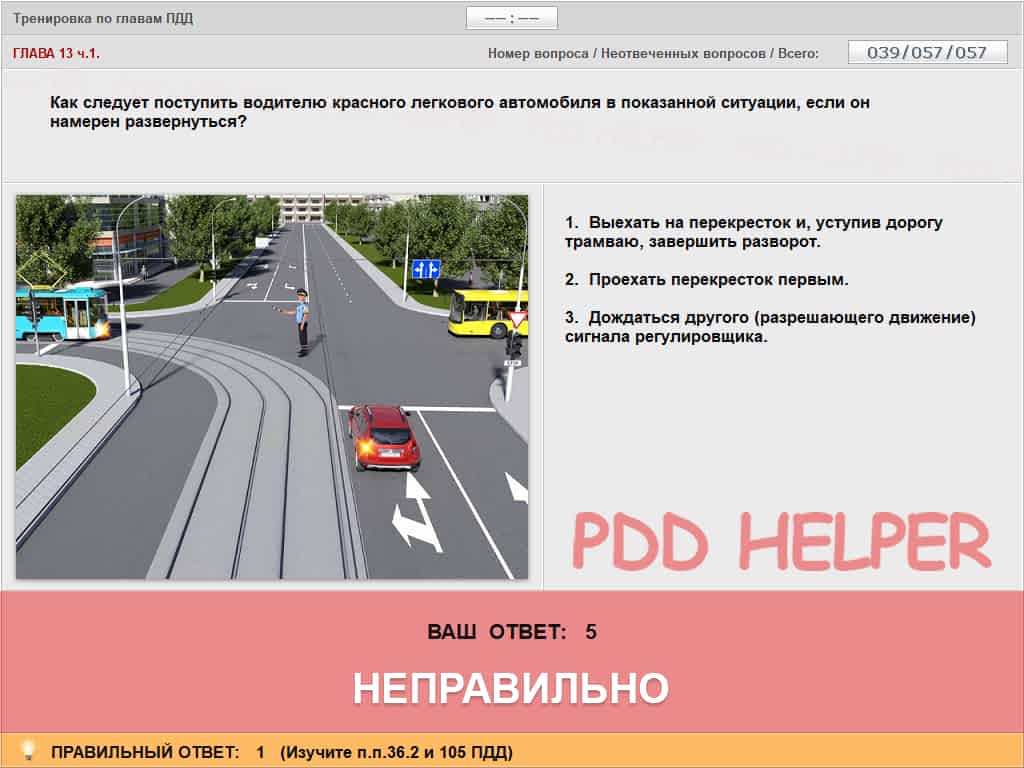 Тренировка по главам ПДД
—— : ——
ГЛАВА 13 ч.1.
Номер вопроса / Неотвеченных вопросов / Всего:
039/057/057
Как следует поступить водителю красного легкового автомобиля в показанной ситуации, если он
намерен развернуться?
1. Выехать на перекресток и, уступив дорогу
трамваю, завершить разворот.
2. Проехать перекресток первым.
3. Дождаться другого (разрешающего движение)
сигнала регулировщика.
PDD HELPER
ВАШ ОТВЕТ: 5
НЕПРАВИЛЬНО
ПРАВИЛЬНЫЙ ОТВЕТ: 1 (Изучите п.п.36.2 и 105 ПДД)